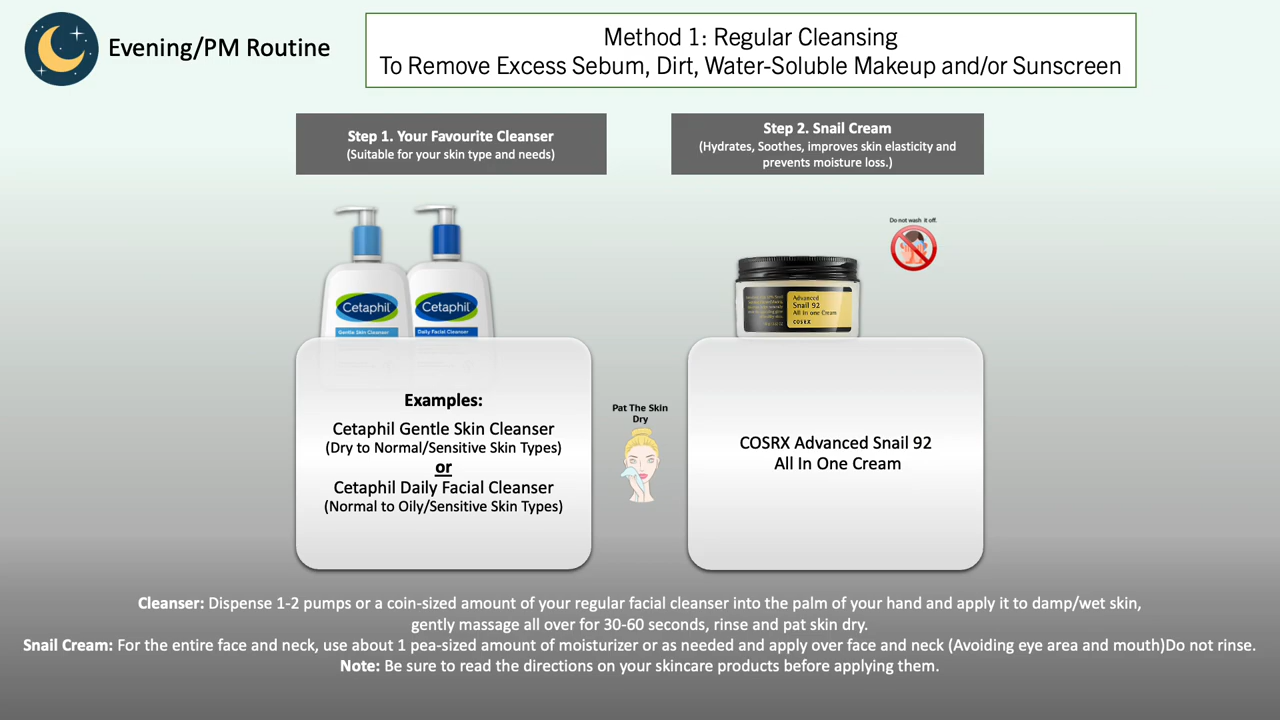 Evening/PM Routine
Method 1: Regular Cleansing
To Remove Excess Sebum, Dirt, Water-Soluble Makeup and/or Sunscreen
Step 1. Your Favourite Cleanser
(Suitable for your skin type and needs)
Step 2. Snail Cream
(Hydrates, Soothes, improves skin elasticity and
prevents moisture loss.)
Do not wash it off.
Cetaphil
Gentle Skin Cleanser
Cetaphil
Daily Facial Cleanser
Advanced
Snail 92
All in one Cream
COSRX
Examples:
Cetaphil Gentle Skin Cleanser
(Dry to Normal/Sensitive Skin Types)
or
Cetaphil Daily Facial Cleanser
(Normal to Oily/Sensitive Skin Types)
Pat The Skin
Dry
COSRX Advanced Snail 92
All In One Cream
Cleanser: Dispense 1-2 pumps or a coin-sized amount of your regular facial cleanser into the palm of your hand and apply it to damp/wet skin,
gently massage all over for 30-60 seconds, rinse and pat skin dry.
Snail Cream: For the entire face and neck, use about 1 pea-sized amount of moisturizer or as needed and apply over face and neck (Avoiding eye area and mouth)Do not rinse.
Note: Be sure to read the directions on your skincare products before applying them.